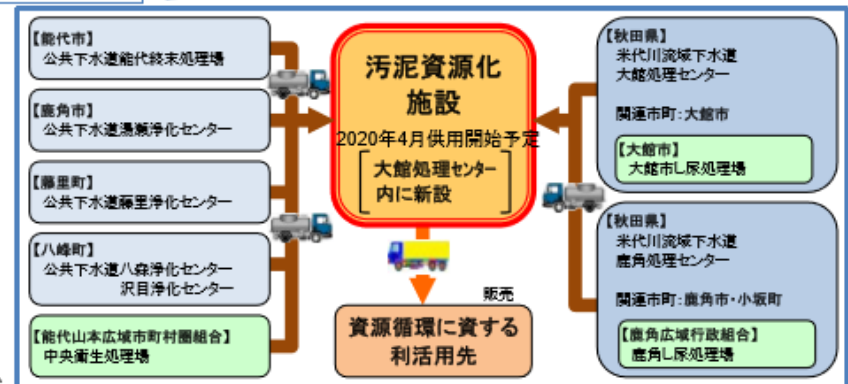 【能代市】
公共下水道能代終末処理場
【鹿角市】
公共下水道湯瀬浄化センター
【藤里町】
公共下水道藤里浄化センター
【八峰町】
公共下水道八森浄化センター
沢目浄化センター
【能代山本広域市町村圏組合】
中央衛生処理場
汚泥資源化
施設
2020年4月供用開始予定
大館処理センター
内に新設
販売
資源循環に資する
利活用先
【秋田県】
米代川流域下水道
大館処理センター
関連市町:大館市
【大館市】
大館市し尿処理場
【秋田県】
米代川流域下水道
鹿角処理センター
関連市町:鹿角市・小坂町
【鹿角広域行政組合】
鹿角し尿処理場